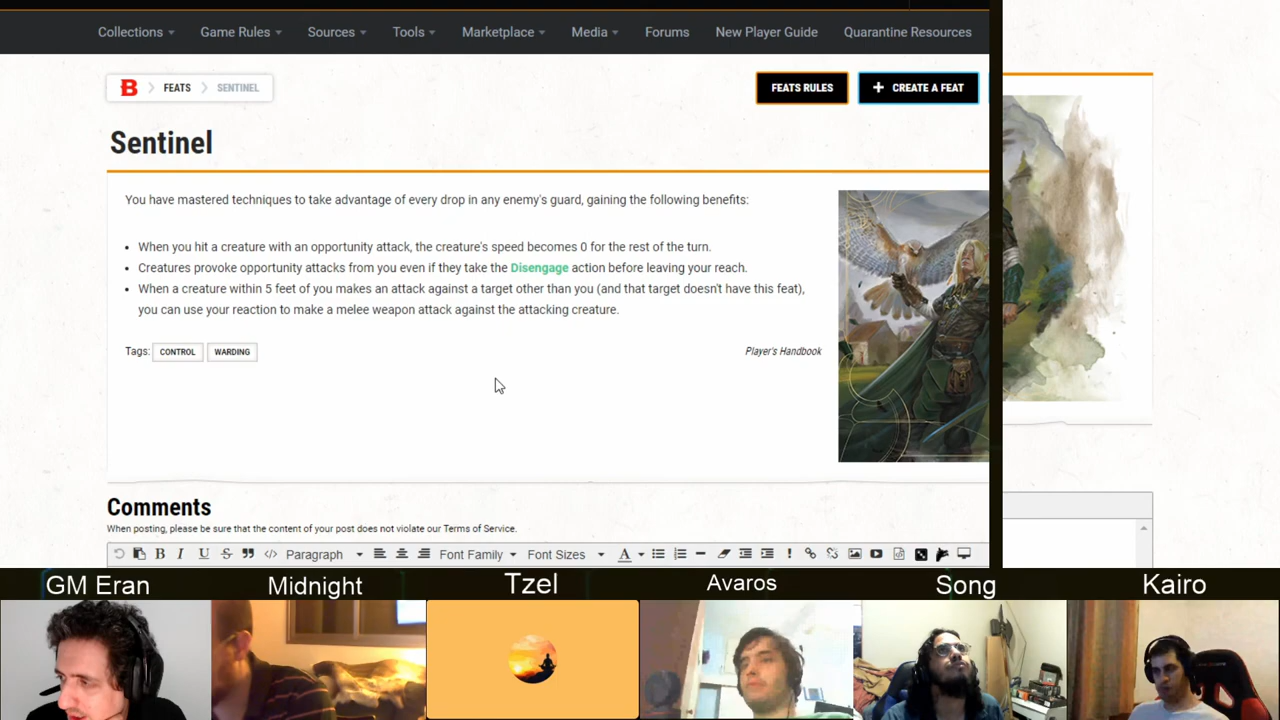 Collections Game Rules Sources Tools Marketplace Media Forums New Player Guide Quarantine Resources
B FEATS SENTINEL FEATS RULES + CREATE A FEAT
Sentinel
You have mastered techniques to take advantage of every drop in any enemy's guard, gaining the following benefits:
• When you hit a creature with an opportunity attack, the creature's speed becomes 0 for the rest of the turn.
• Creatures provoke opportunity attacks from you even if they take the Disengage action before leaving your reach.
• When a creature within 5 feet of you makes an attack against a target other than you (and that target doesn't have this feat),
you can use your reaction to make a melee weapon attack against the attacking creature.
Tags: CONTROL WARDING Player's Handbook
Comments
When posting, please be sure that the content of your post does not violate our Terms of Service.
B I U S Paragraph Font Family Font Sizes A
GM Eran Midnight Tzel Avaros Song Kairo